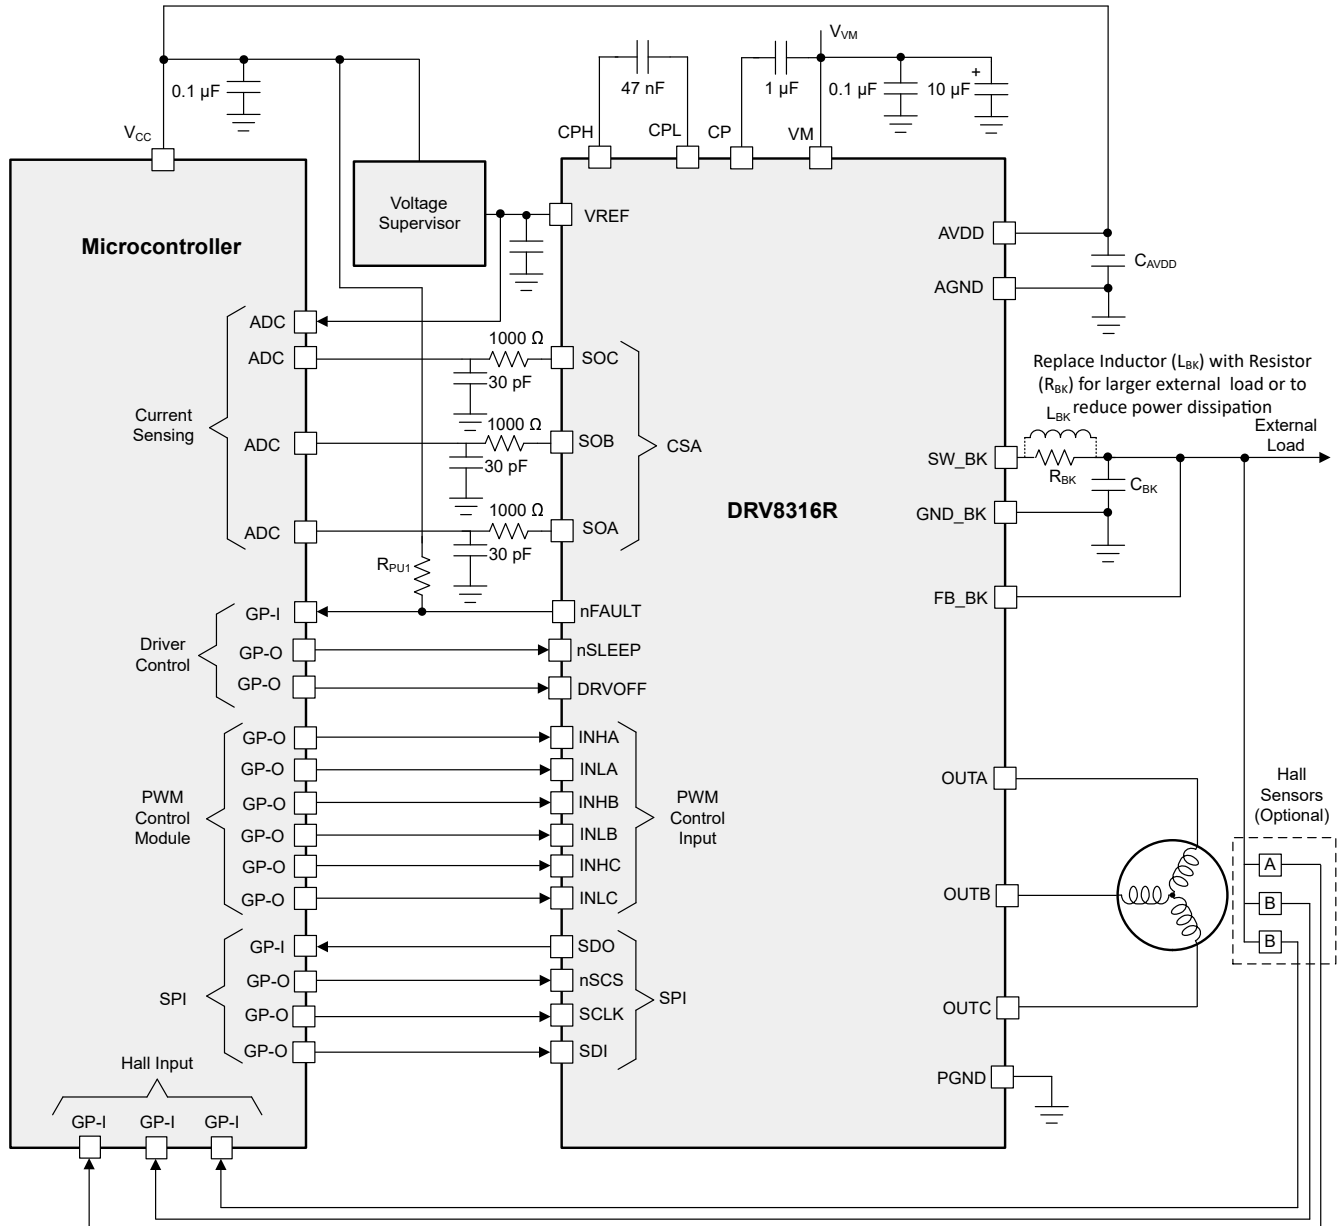 V_VM
0.1 µF
47 nF
1 µF
0.1 µF
10 µF
+
V_CC
CPH
CPL
CP
VM
Voltage
Supervisor
VREF
Microcontroller
AVDD
AGND
C_AVDD
ADC
ADC
ADC
ADC
Current
Sensing
1000 Ω
30 pF
1000 Ω
30 pF
1000 Ω
30 pF
SOC
SOB
SOA
CSA
R_PU1
DRV8316R
Replace Inductor (L_BK) with Resistor
(R_BK) for larger external load or to
reduce power dissipation
L_BK
External
Load
SW_BK
R_BK
C_BK
GND_BK
FB_BK
Driver
Control
GP-I
GP-O
GP-O
nFAULT
nSLEEP
DRVOFF
PWM
Control
Module
GP-O
GP-O
GP-O
GP-O
GP-O
GP-O
INHA
INLA
INHB
INLB
INHC
INLC
PWM
Control
Input
OUTA
OUTB
OUTC
Hall
Sensors
(Optional)
A
B
B
SPI
GP-I
GP-O
GP-O
GP-O
SDO
nSCS
SCLK
SDI
SPI
PGND
Hall Input
GP-I
GP-I
GP-I